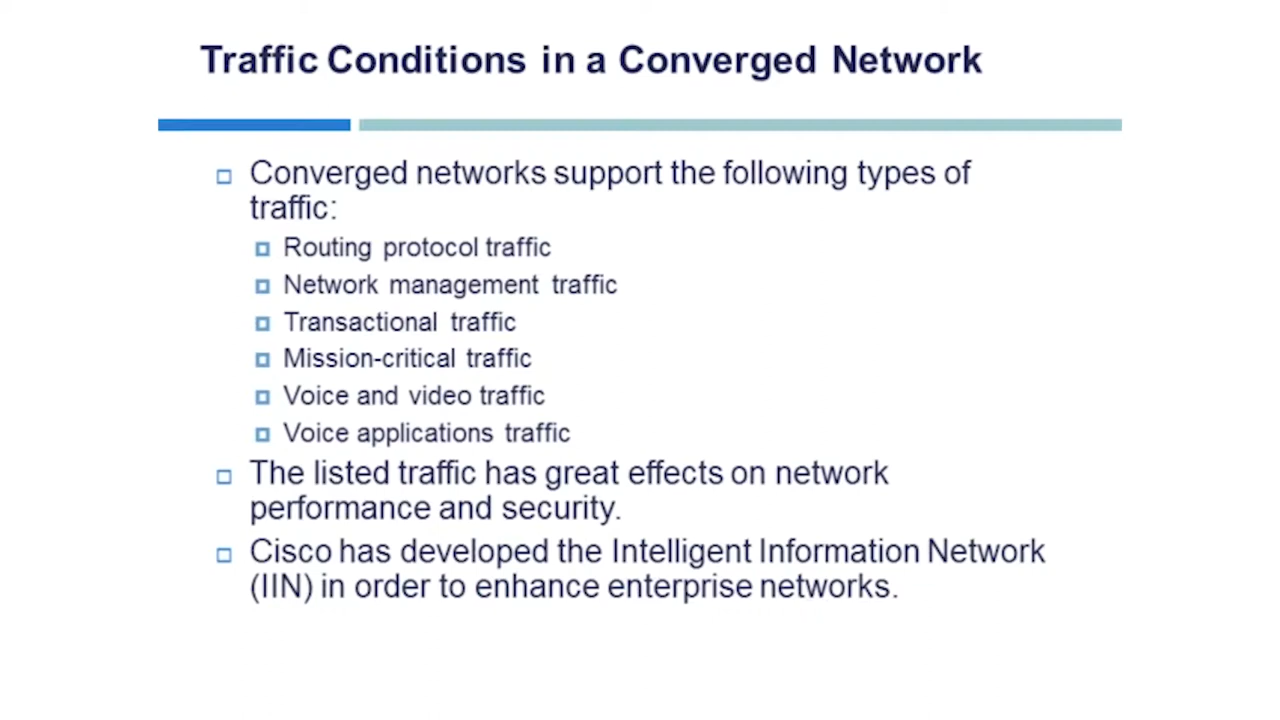 Traffic Conditions in a Converged Network
Converged networks support the following types of
traffic:
Routing protocol traffic
Network management traffic
Transactional traffic
Mission-critical traffic
Voice and video traffic
Voice applications traffic
The listed traffic has great effects on network
performance and security.
Cisco has developed the Intelligent Information Network
(IIN) in order to enhance enterprise networks.